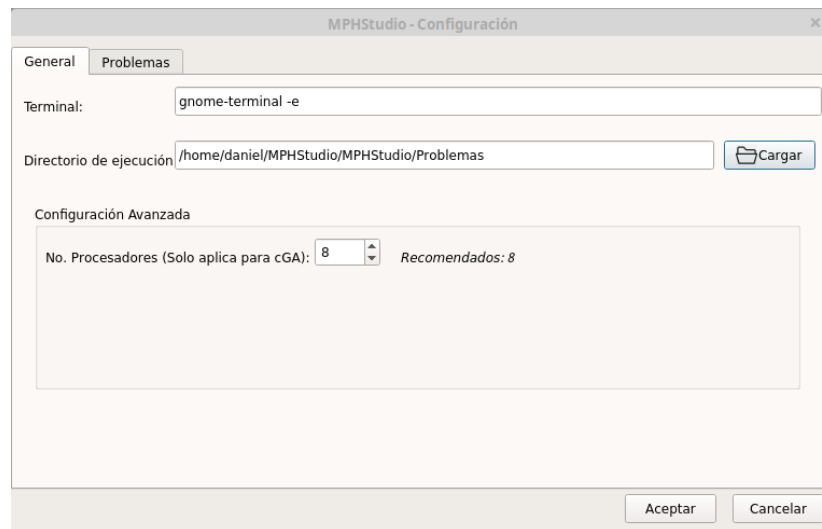 MPHStudio - Configuración
General Problemas
Terminal: gnome-terminal -e
Directorio de ejecución /home/daniel/MPHStudio/MPHStudio/Problemas Cargar
Configuración Avanzada
No. Procesadores (Solo aplica para cGA): 8 Recomendados: 8
Aceptar Cancelar